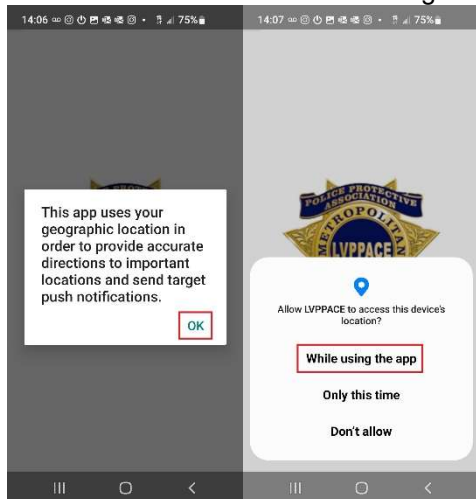 14:06 75%
This app uses your
geographic location in
order to provide accurate
directions to important
locations and send target
push notifications.
OK
14:07 75%
POLICE PROTECTIVE
ASSOCIATION
METROPOLITAN
LVPPACE
Allow LVPPACE to access this device's
location?
While using the app
Only this time
Don't allow